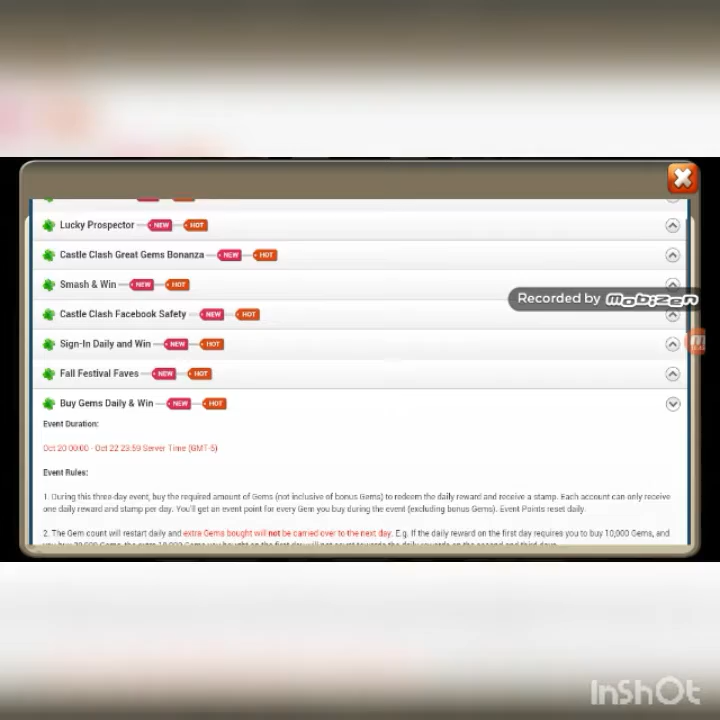 Lucky Prospector NEW HOT
Castle Clash Great Gems Bonanza NEW HOT
Smash & Win NEW HOT
Recorded by Mobizen
Castle Clash Facebook Safety NEW HOT
Sign-In Daily and Win NEW HOT
Fall Festival Faves NEW HOT
Buy Gems Daily & Win NEW HOT
Event Duration:
Oct 20 00:00 - Oct 22 23:59 Server Time (GMT-5)
Event Rules:
1. During this three-day event, buy the required amount of Gems (not inclusive of bonus Gems) to redeem the daily reward and receive a stamp. Each account can only receive
one daily reward and stamp per day. You'll get an event point for every Gem you buy during the event (excluding bonus Gems). Event Points reset daily.
2. The Gem count will restart daily and extra Gems bought will not be carried over to the next day. E.g. If the daily reward on the first day requires you to buy 10,000 Gems, and
InShOt